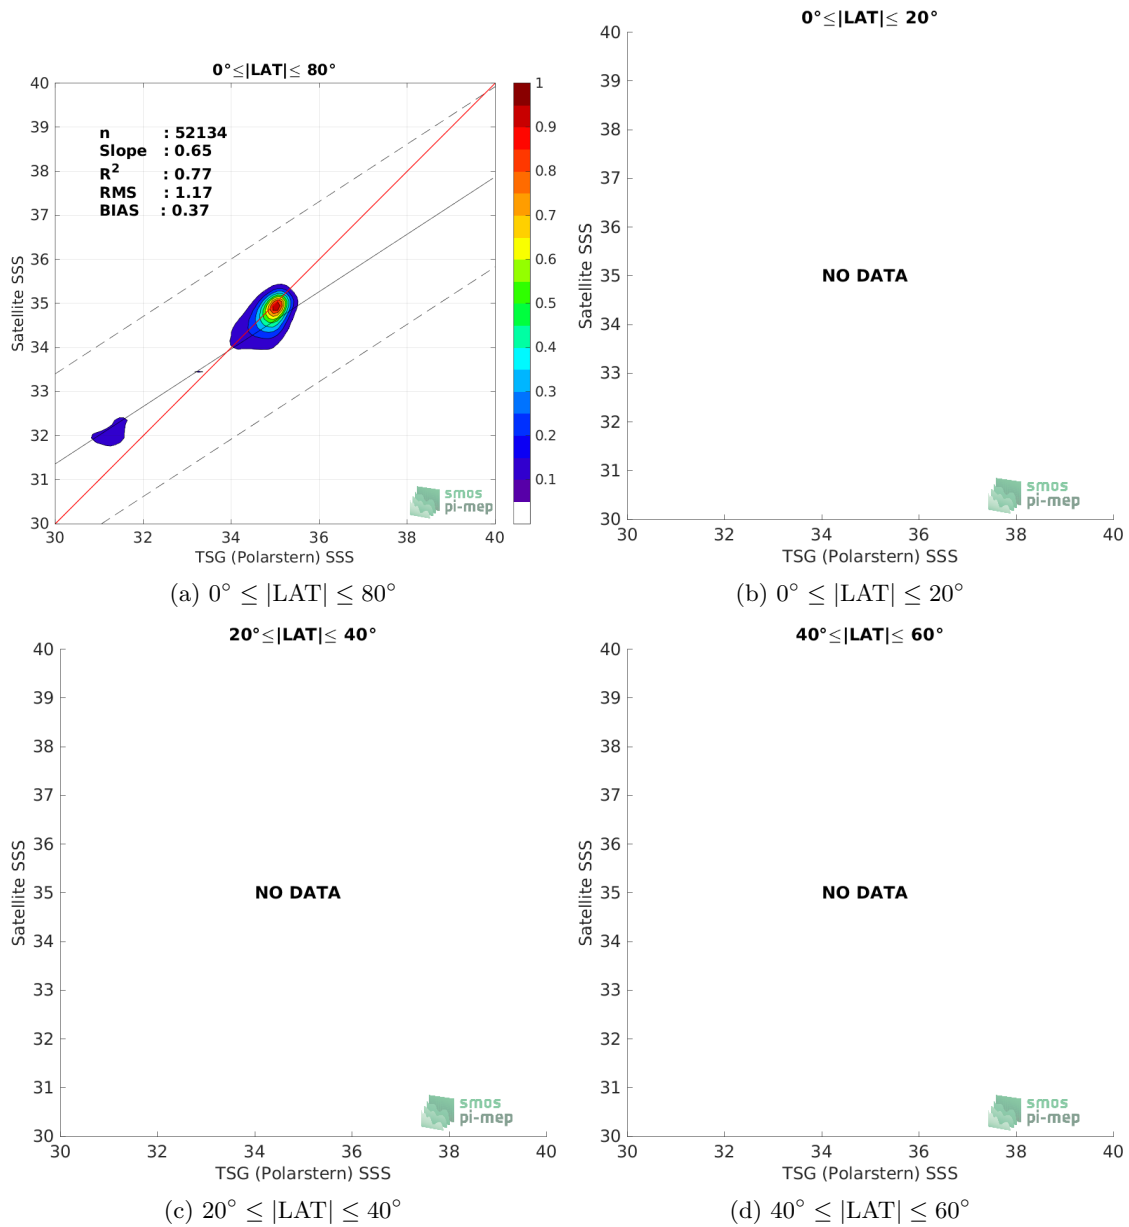 0°≤|LAT|≤ 80°
40
39
38
37
36
35
34
33
32
31
30
Satellite SSS
n : 52134
Slope : 0.65
R² : 0.77
RMS : 1.17
BIAS : 0.37
smos
pi-mep
30 32 34 36 38 40
TSG (Polarstern) SSS
1
0.9
0.8
0.7
0.6
0.5
0.4
0.3
0.2
0.1
(a) 0° ≤ |LAT| ≤ 80°
0°≤|LAT|≤ 20°
40
39
38
37
36
35
34
33
32
31
30
Satellite SSS
NO DATA
smos
pi-mep
30 32 34 36 38 40
TSG (Polarstern) SSS
(b) 0° ≤ |LAT| ≤ 20°
20°≤|LAT|≤ 40°
40
39
38
37
36
35
34
33
32
31
30
Satellite SSS
NO DATA
smos
pi-mep
30 32 34 36 38 40
TSG (Polarstern) SSS
(c) 20° ≤ |LAT| ≤ 40°
40°≤|LAT|≤ 60°
40
39
38
37
36
35
34
33
32
31
30
Satellite SSS
NO DATA
smos
pi-mep
30 32 34 36 38 40
TSG (Polarstern) SSS
(d) 40° ≤ |LAT| ≤ 60°